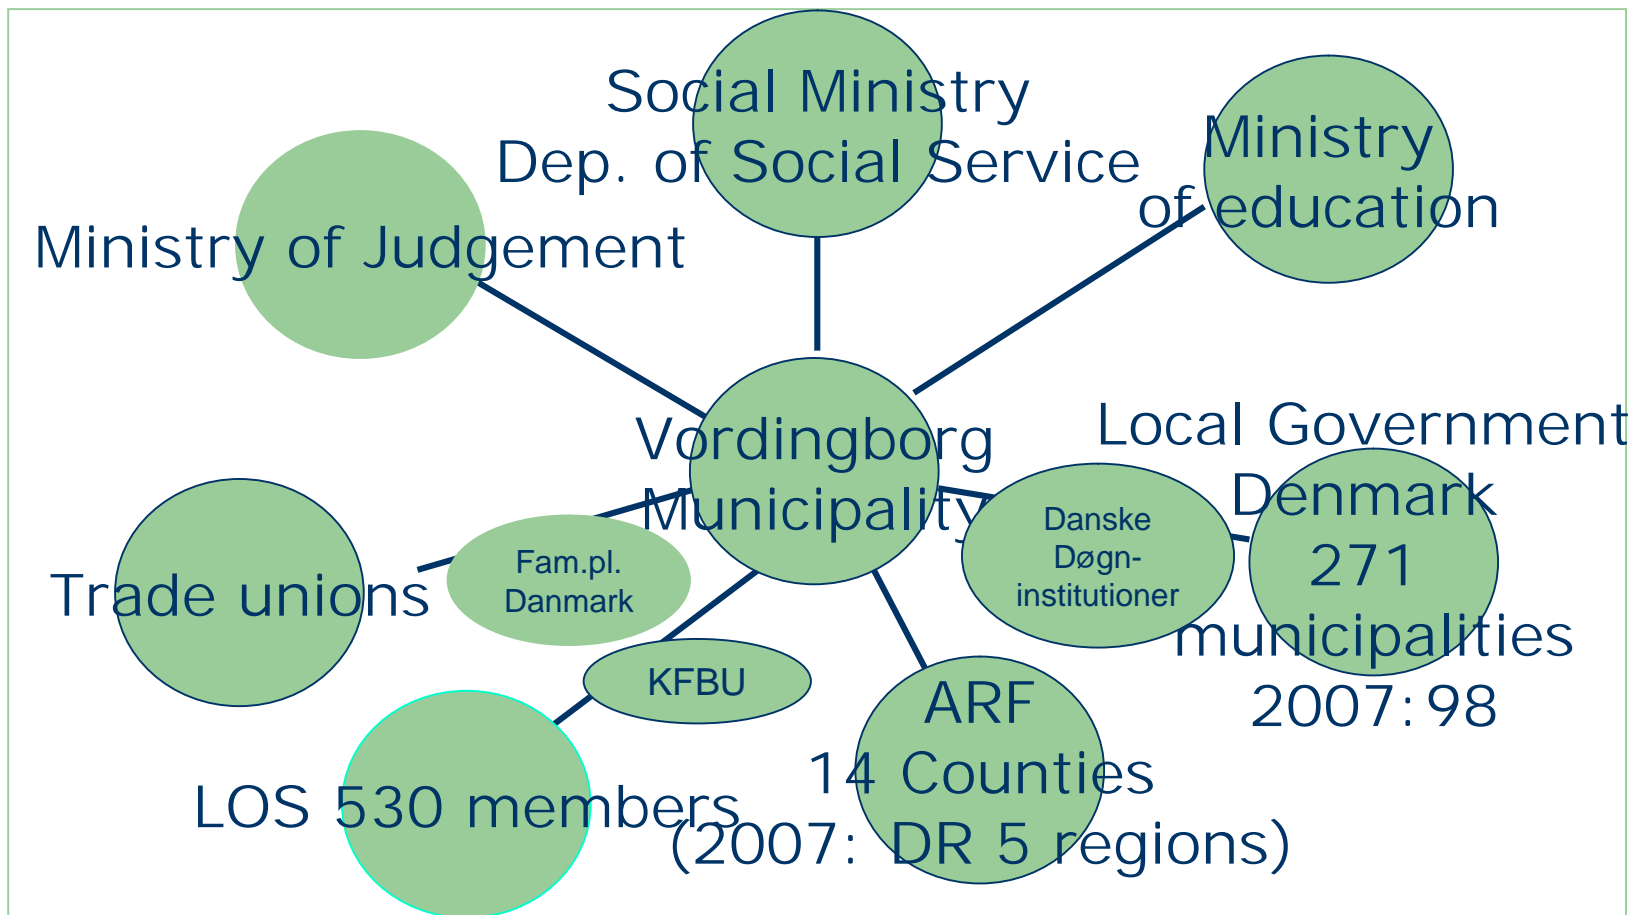 Social Ministry
Dep. of Social Service
Ministry
of education
Ministry of Judgement
Vordingborg
Municipality
Local Government
Denmark
271
municipalities
2007:98
Danske
Døgn-
institutioner
Fam.pl.
Danmark
Trade unions
KFBU
ARF
14 Counties
(2007: DR 5 regions)
LOS 530 members